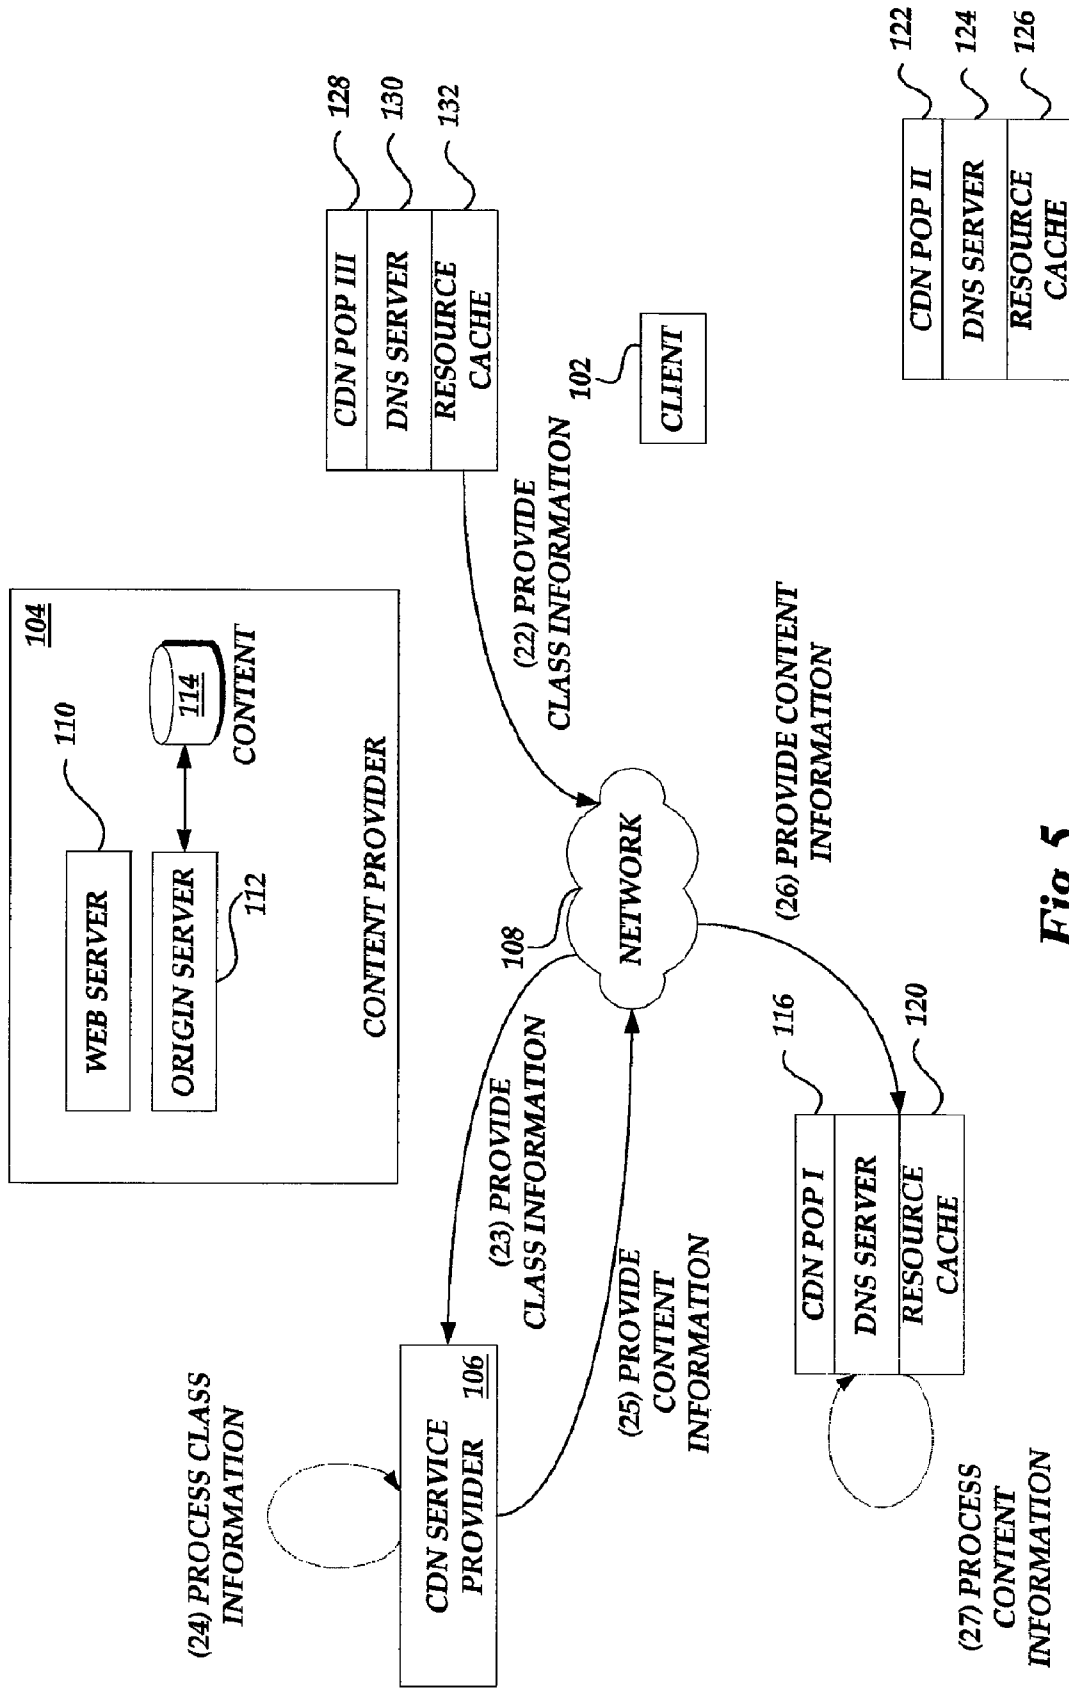 104
WEB SERVER
110
ORIGIN SERVER
112
114
CONTENT
CONTENT PROVIDER
(24) PROCESS CLASS
INFORMATION
CDN SERVICE
PROVIDER
106
(23) PROVIDE
CLASS INFORMATION
(25) PROVIDE
CONTENT
INFORMATION
108
NETWORK
(22) PROVIDE
CLASS INFORMATION
CDN POP III
DNS SERVER
RESOURCE
CACHE
128
130
132
102
CLIENT
(26) PROVIDE CONTENT
INFORMATION
CDN POP I
DNS SERVER
RESOURCE
CACHE
116
120
(27) PROCESS
CONTENT
INFORMATION
CDN POP II
DNS SERVER
RESOURCE
CACHE
122
124
126
Fig. 5